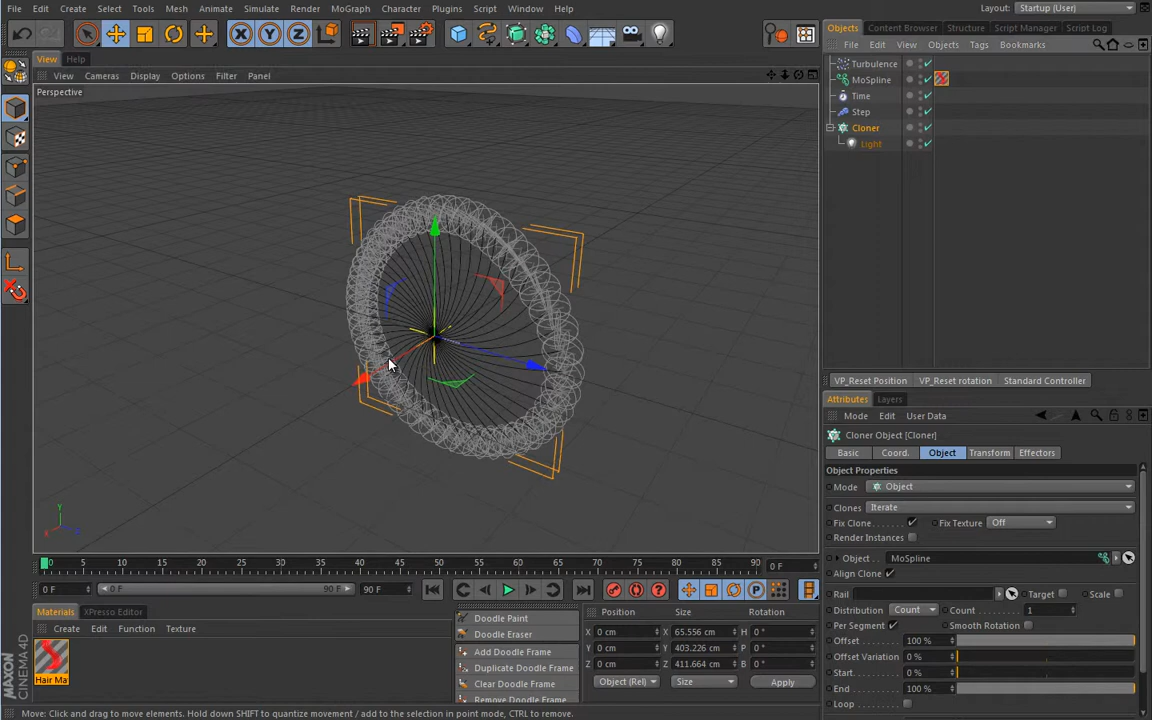 File Edit Create Select Tools Mesh Animate Simulate Render MoGraph Character Plugins Script Window Help Layout: Startup (User)
X Y Z
Objects Content Browser Structure Script Manager Script Log
File Edit View Objects Tags Bookmarks
View Help
View Cameras Display Options Filter Panel
Perspective
Turbulence
MoSpline
Time
Step
Cloner
Light
VP_Reset Position VP_Reset rotation Standard Controller
Attributes Layers
Mode Edit User Data
Cloner Object [Cloner]
Basic Coord. Object Transform Effectors
Object Properties
Mode Object
Clones Iterate
Fix Clone Fix Texture Off
Render Instances
Object MoSpline
Align Clone
Rail Target Scale
Distribution Count Count 1
Per Segment Smooth Rotation
Offset 100 %
Offset Variation 0 %
Start 0 %
End 100 %
Loop
Y
X Z
0 5 10 15 20 25 30 35 40 45 50 55 60 65 70 75 80 85 90 0 F
0 F 0 F 90 F 90 F
Materials XPresso Editor
Create Edit Function Texture
Hair Ma
Doodle Paint
Doodle Eraser
Add Doodle Frame
Duplicate Doodle Frame
Clear Doodle Frame
Remove Doodle Frame
Position Size Rotation
X 0 cm X 65.556 cm H 0 °
Y 0 cm Y 403.226 cm P 0 °
Z 0 cm Z 411.664 cm B 0 °
Object (Rel) Size Apply
MAXON
CINEMA 4D
Move: Click and drag to move elements. Hold down SHIFT to quantize movement / add to the selection in point mode, CTRL to remove.